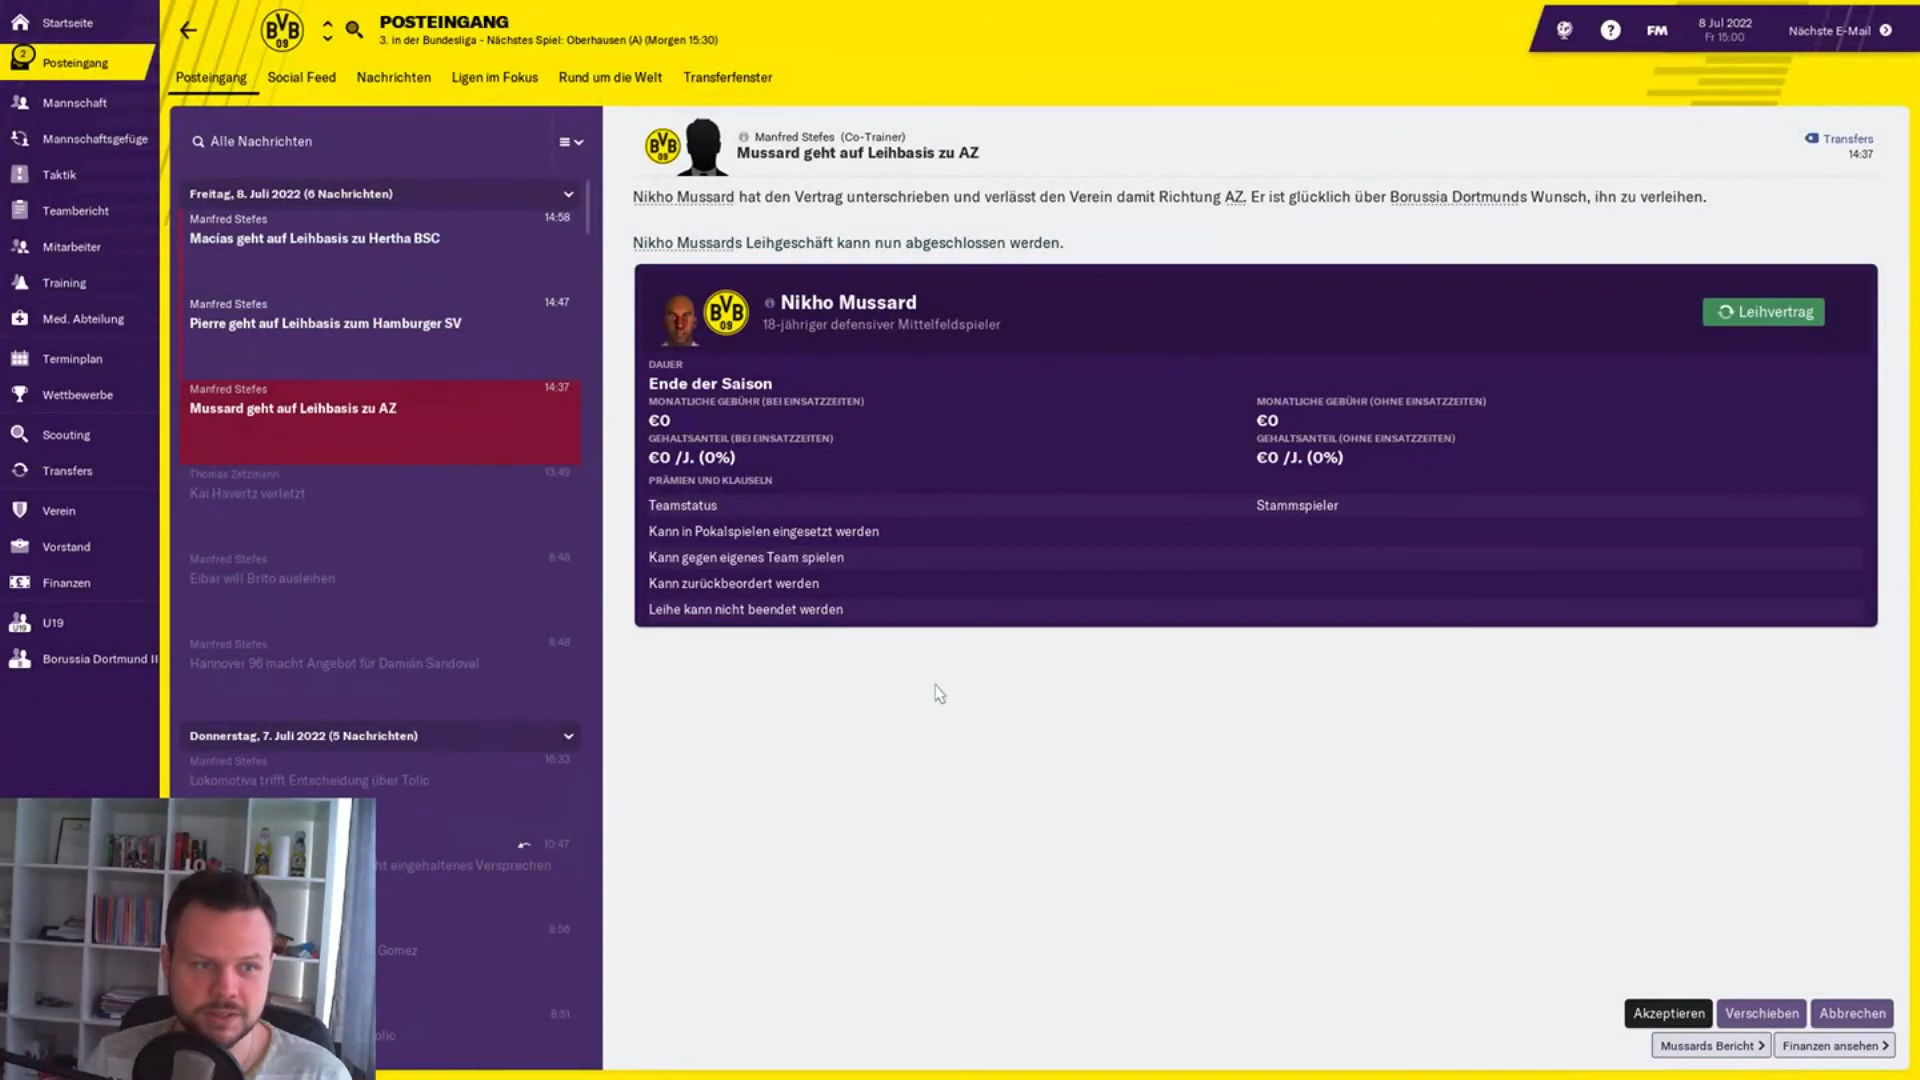 Startseite
2
Posteingang
Mannschaft
Mannschaftsgefüge
Taktik
Teambericht
Mitarbeiter
Training
Med. Abteilung
Terminplan
Wettbewerbe
Scouting
Transfers
Verein
Vorstand
Finanzen
U19
U19
Borussia Dortmund II
BVB
09
POSTEINGANG
3. in der Bundesliga - Nächstes Spiel: Oberhausen (A) (Morgen 15:30)
?
FM
8 Jul 2022
Fr 15:00
Nächste E-Mail
Posteingang
Social Feed
Nachrichten
Ligen im Fokus
Rund um die Welt
Transferfenster
Alle Nachrichten
Freitag, 8. Juli 2022 (6 Nachrichten)
Manfred Stefes 14:58
Macías geht auf Leihbasis zu Hertha BSC
Manfred Stefes 14:47
Pierre geht auf Leihbasis zum Hamburger SV
Manfred Stefes 14:37
Mussard geht auf Leihbasis zu AZ
Thomas Zetzmann 13:49
Kai Havertz verletzt
Manfred Stefes 8:48
Eibar will Brito ausleihen
Manfred Stefes 8:48
Hannover 96 macht Angebot für Damián Sandoval
Donnerstag, 7. Juli 2022 (5 Nachrichten)
Manfred Stefes 16:33
Lokomotiva trifft Entscheidung über Tolic
10:47
ht eingehaltenes Versprechen
8:56
Gomez
8:51
olic
BVB
09
Manfred Stefes (Co-Trainer)
Mussard geht auf Leihbasis zu AZ
Transfers
14:37
Nikho Mussard hat den Vertrag unterschrieben und verlässt den Verein damit Richtung AZ. Er ist glücklich über Borussia Dortmunds Wunsch, ihn zu verleihen.
Nikho Mussards Leihgeschäft kann nun abgeschlossen werden.
BVB
09
Nikho Mussard
18-jähriger defensiver Mittelfeldspieler
Leihvertrag
DAUER
Ende der Saison
MONATLICHE GEBÜHR (BEI EINSATZZEITEN) MONATLICHE GEBÜHR (OHNE EINSATZZEITEN)
€0 €0
GEHALTSANTEIL (BEI EINSATZZEITEN) GEHALTSANTEIL (OHNE EINSATZZEITEN)
€0 /J. (0%) €0 /J. (0%)
PRÄMIEN UND KLAUSELN
Teamstatus Stammspieler
Kann in Pokalspielen eingesetzt werden
Kann gegen eigenes Team spielen
Kann zurückbeordert werden
Leihe kann nicht beendet werden
Akzeptieren
Verschieben
Abbrechen
Mussards Bericht
Finanzen ansehen